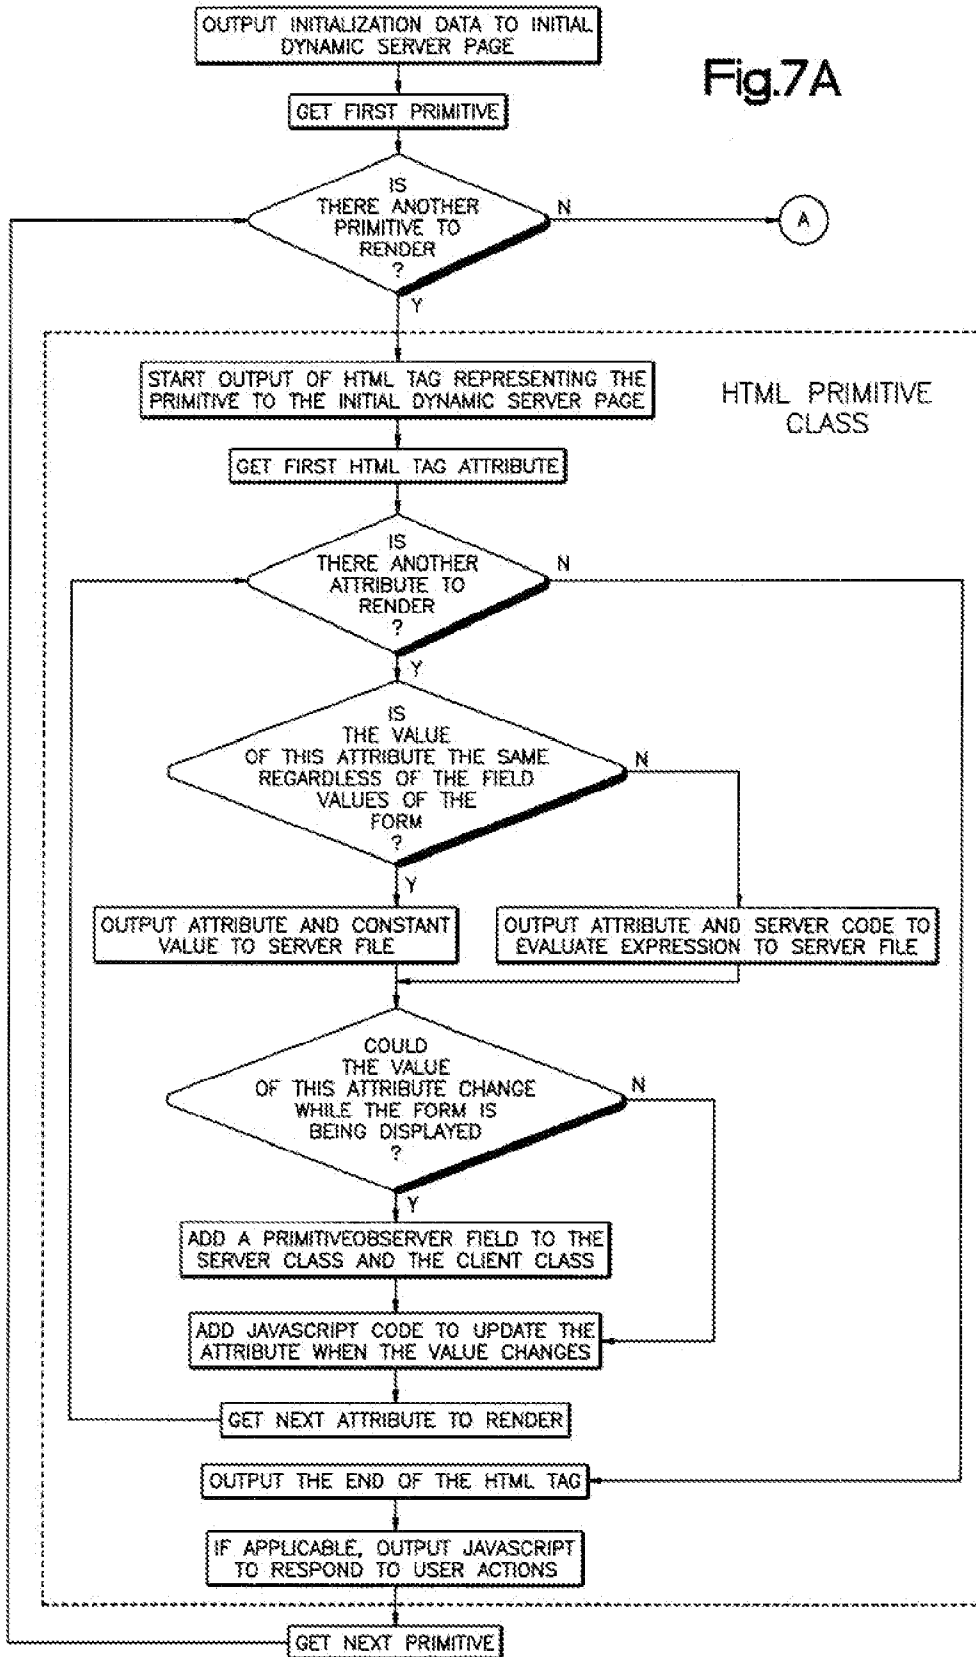 OUTPUT INITIALIZATION DATA TO INITIAL
DYNAMIC SERVER PAGE
Fig.7A
GET FIRST PRIMITIVE
IS
THERE ANOTHER
PRIMITIVE TO
RENDER
?
N
A
Y
START OUTPUT OF HTML TAG REPRESENTING THE
PRIMITIVE TO THE INITIAL DYNAMIC SERVER PAGE
HTML PRIMITIVE
CLASS
GET FIRST HTML TAG ATTRIBUTE
IS
THERE ANOTHER
ATTRIBUTE TO
RENDER
?
N
Y
IS
THE VALUE
OF THIS ATTRIBUTE THE SAME
REGARDLESS OF THE FIELD
VALUES OF THE
FORM
?
N
Y
OUTPUT ATTRIBUTE AND CONSTANT
VALUE TO SERVER FILE
OUTPUT ATTRIBUTE AND SERVER CODE TO
EVALUATE EXPRESSION TO SERVER FILE
COULD
THE VALUE
OF THIS ATTRIBUTE CHANGE
WHILE THE FORM IS
BEING DISPLAYED
?
N
Y
ADD A PRIMITIVEOBSERVER FIELD TO THE
SERVER CLASS AND THE CLIENT CLASS
ADD JAVASCRIPT CODE TO UPDATE THE
ATTRIBUTE WHEN THE VALUE CHANGES
GET NEXT ATTRIBUTE TO RENDER
OUTPUT THE END OF THE HTML TAG
IF APPLICABLE, OUTPUT JAVASCRIPT
TO RESPOND TO USER ACTIONS
GET NEXT PRIMITIVE